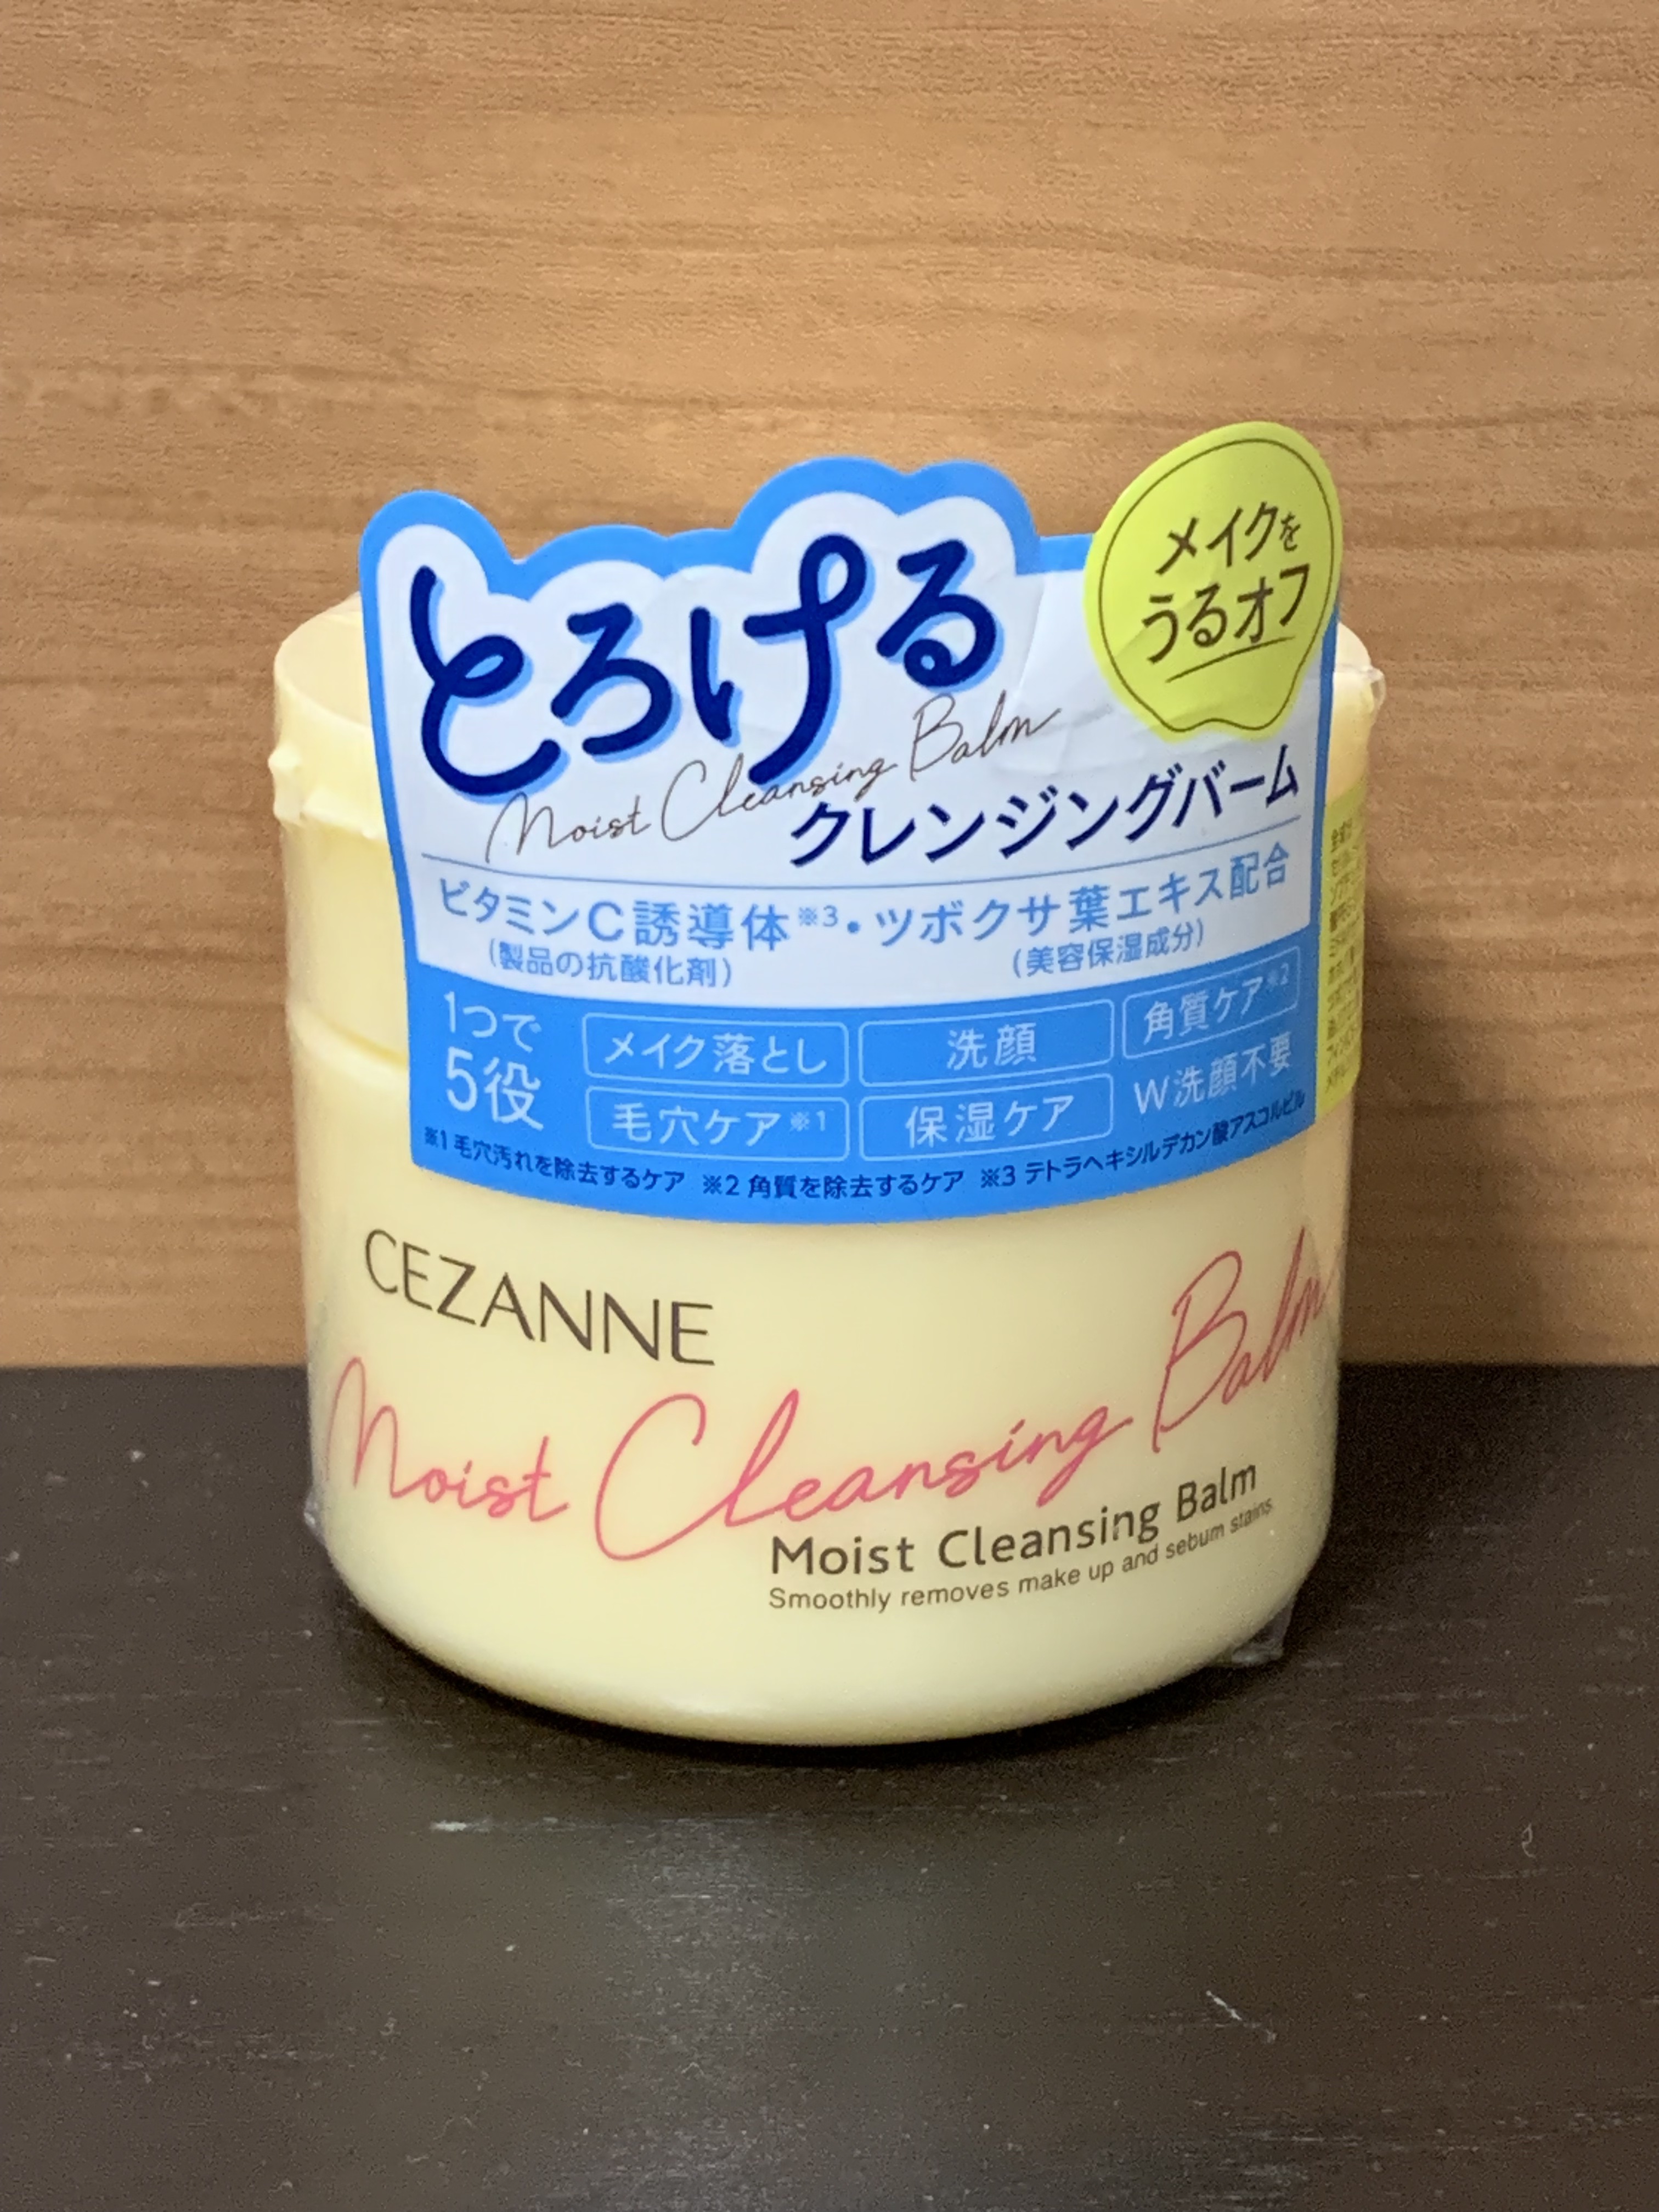 とろける
メイクを
うるオフ
Moist Cleansing Balm
クレンジングバーム
ビタミンC誘導体※3・ツボクサ葉エキス配合
(製品の抗酸化剤) (美容保湿成分)
1つで
5役
メイク落とし 洗顔 角質ケア※2
毛穴ケア※1 保湿ケア W洗顔不要
※1 毛穴汚れを除去するケア ※2 角質を除去するケア ※3 テトラヘキシルデカン酸アスコルビル
CEZANNE
Moist Cleansing Balm
Moist Cleansing Balm
Smoothly removes make up and sebum stains